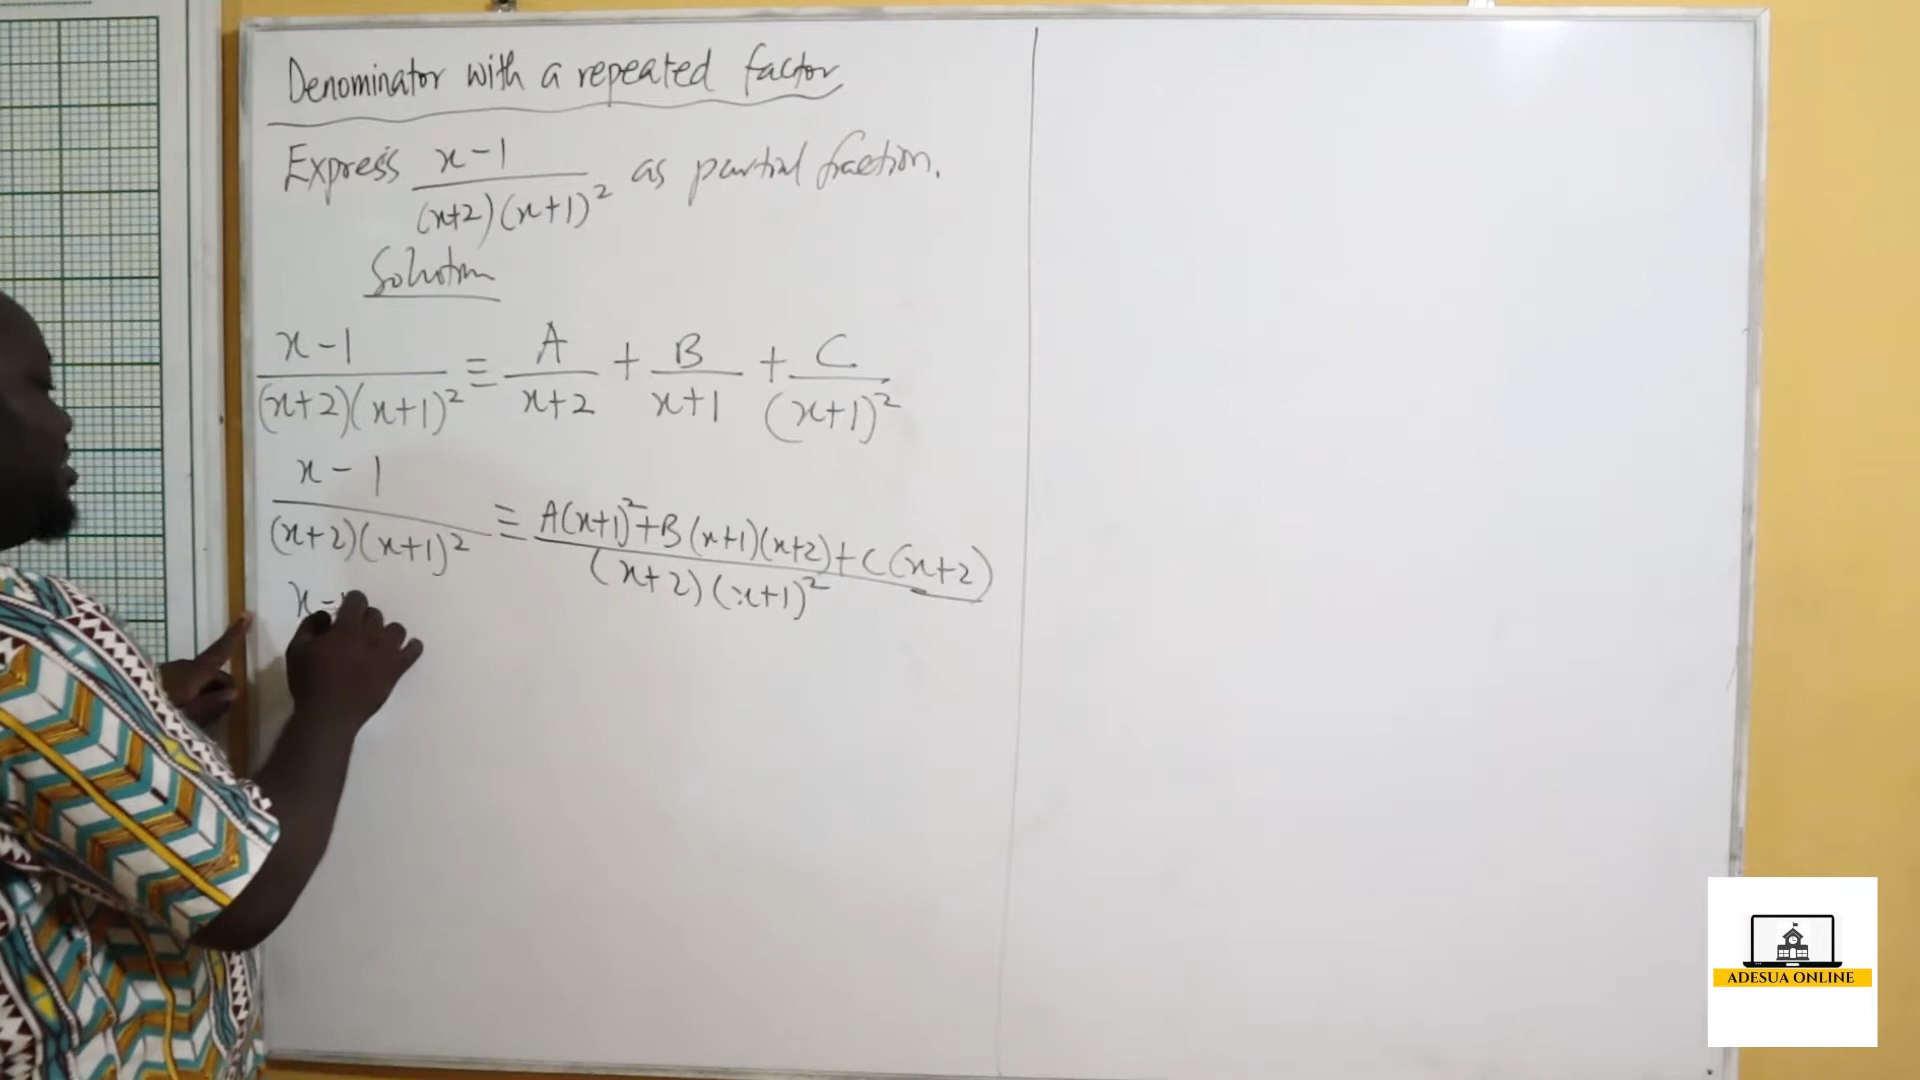 Denominator with a repeated factor
Express x-1/(x+2)(x+1)² as partial fraction.
Solution
x-1/(x+2)(x+1)² ≡ A/x+2 + B/x+1 + C/(x+1)²
x-1/(x+2)(x+1)² ≡ A(x+1)²+B(x+1)(x+2)+C(x+2)/(x+2)(x+1)²
x-
ADESUA ONLINE